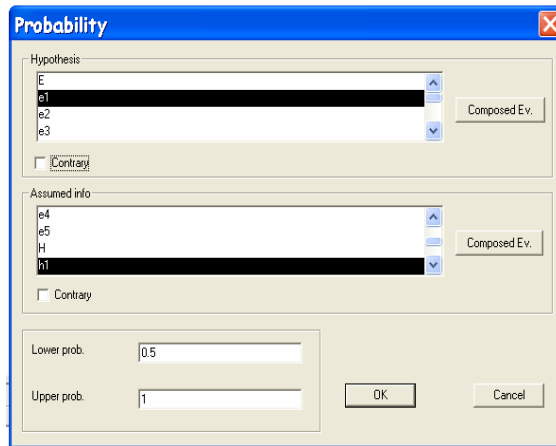 Probability
Hypothesis
E
e1
e2
e3
Composed Ev.
Contrary
Assumed info
e4
e5
H
h1
Composed Ev.
Contrary
Lower prob. 0.5
Upper prob. 1
OK Cancel